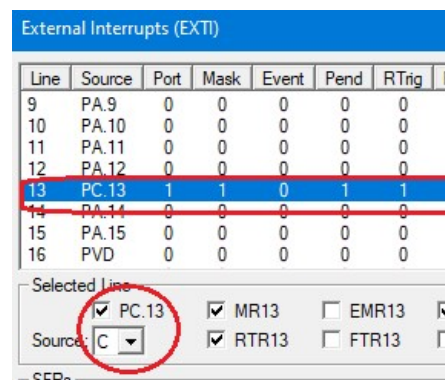 External Interrupts (EXTI)
Line Source Port Mask Event Pend RTrig
9 PA.9 0 0 0 0 0
10 PA.10 0 0 0 0 0
11 PA.11 0 0 0 0 0
12 PA.12 0 0 0 0 0
13 PC.13 1 1 0 1 1
14 PA.14 0 0 0 0 0
15 PA.15 0 0 0 0 0
16 PVD 0 0 0 0 0
Selected Line
PC.13 MR13 EMR13
Source: C RTR13 FTR13
SFRs